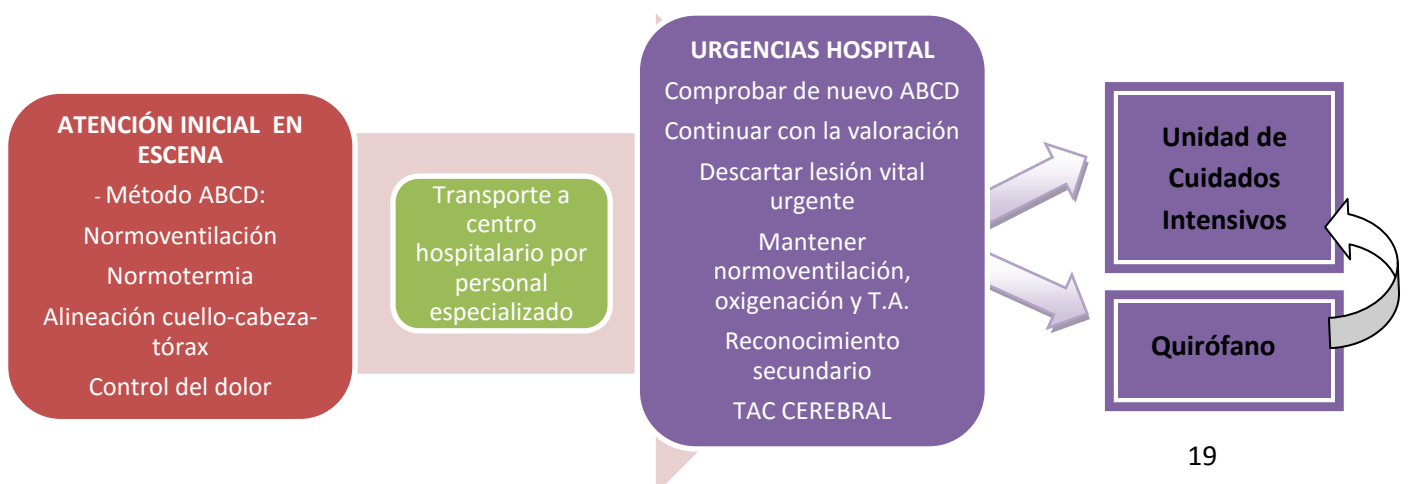 ATENCIÓN INICIAL EN
ESCENA
- Método ABCD:
Normoventilación
Normotermia
Alineación cuello-cabeza-
tórax
Control del dolor
Transporte a
centro
hospitalario por
personal
especializado
URGENCIAS HOSPITAL
Comprobar de nuevo ABCD
Continuar con la valoración
Descartar lesión vital
urgente
Mantener
normoventilación,
oxigenación y T.A.
Reconocimiento
secundario
TAC CEREBRAL
Unidad de
Cuidados
Intensivos
Quirófano
19